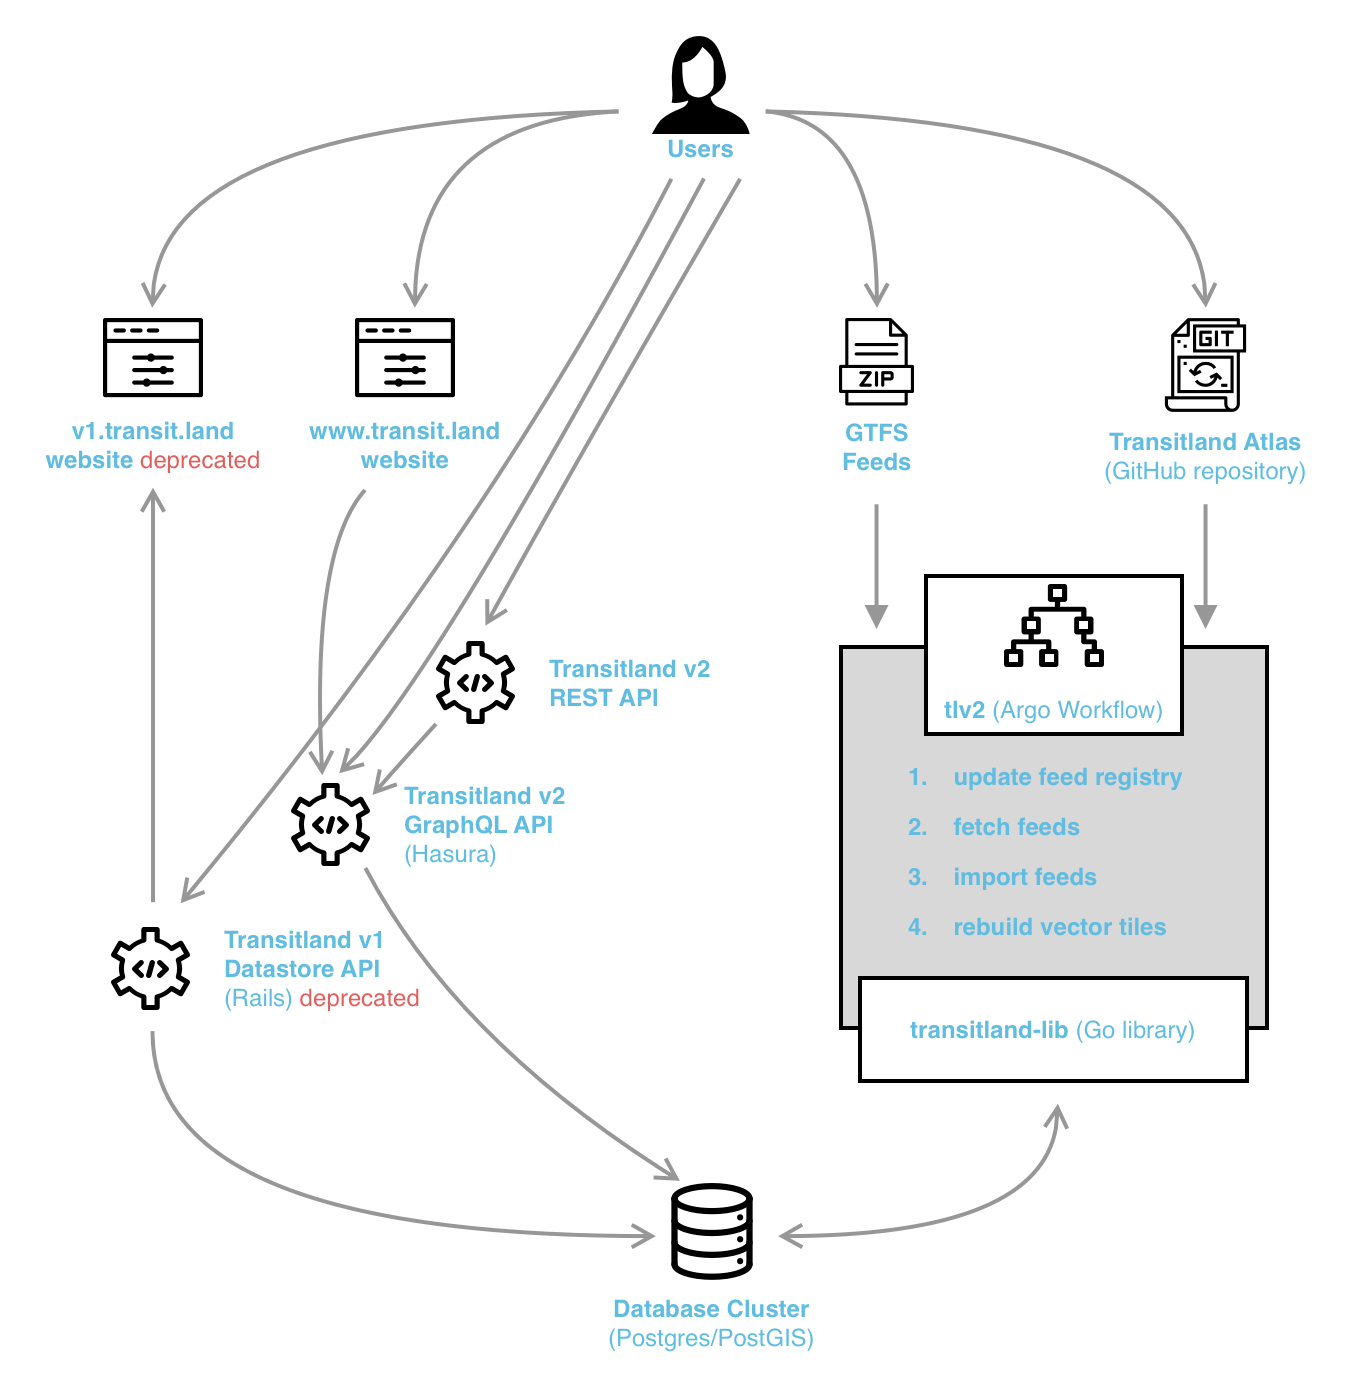 Users
v1.transit.land
website deprecated
www.transit.land
website
ZIP
GTFS
Feeds
GIT
Transitland Atlas
(GitHub repository)
Transitland v2
REST API
Transitland v2
GraphQL API
(Hasura)
Transitland v1
Datastore API
(Rails) deprecated
tlv2 (Argo Workflow)
1. update feed registry
2. fetch feeds
3. import feeds
4. rebuild vector tiles
transitland-lib (Go library)
Database Cluster
(Postgres/PostGIS)